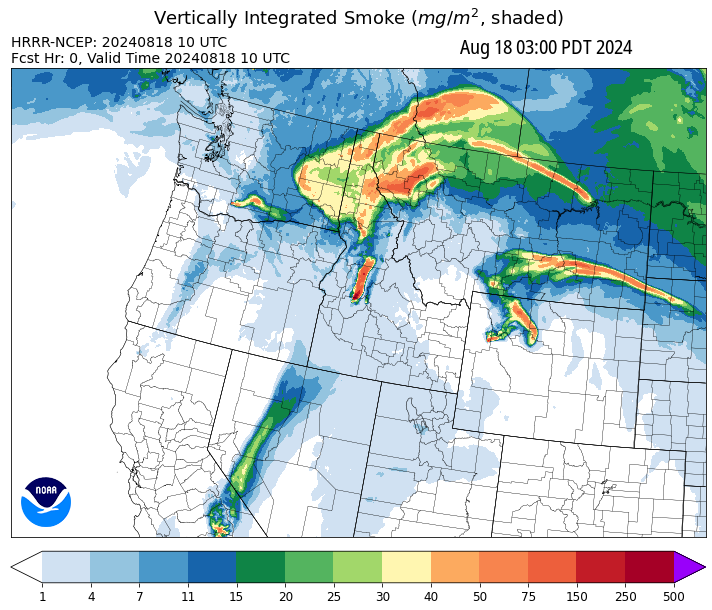 Vertically Integrated Smoke (mg/m², shaded)
HRRR-NCEP: 20240818 10 UTC
Fcst Hr: 0, Valid Time 20240818 10 UTC
Aug 18 03:00 PDT 2024
NOAA
1 4 7 11 15 20 25 30 40 50 75 150 250 500